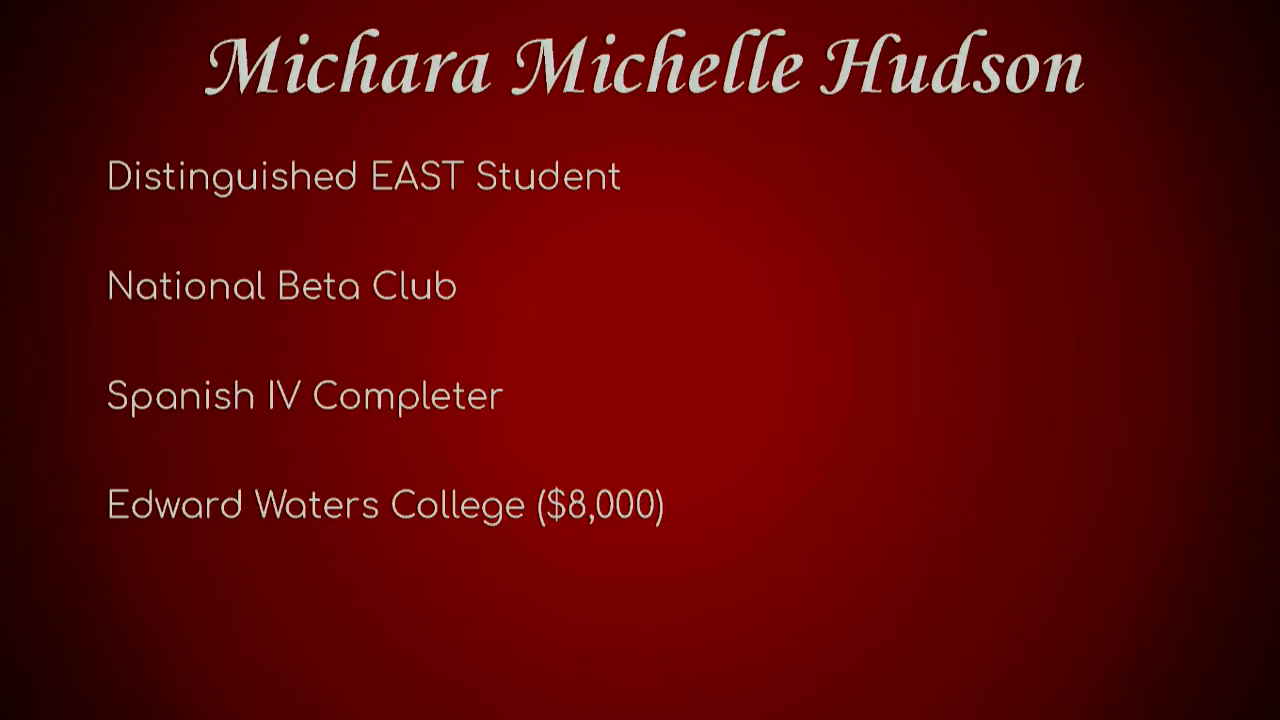 Michara Michelle Hudson
Distinguished EAST Student
National Beta Club
Spanish IV Completer
Edward Waters College ($8,000)